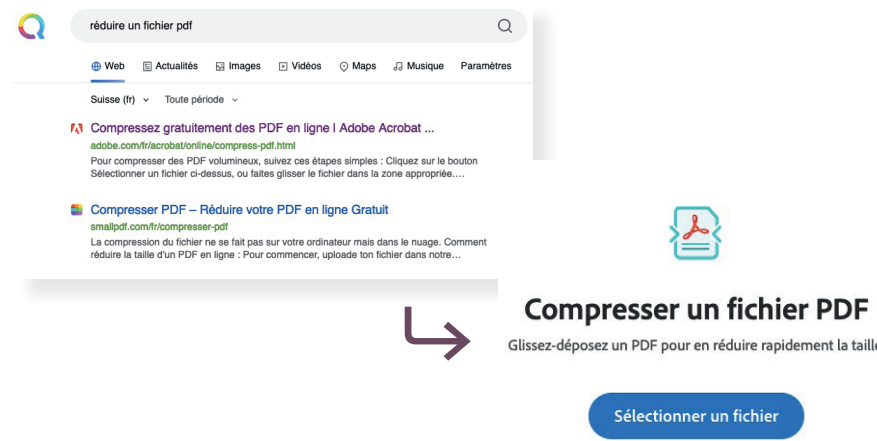 réduire un fichier pdf
Web Actualités Images Vidéos Maps Musique Paramètres
Suisse (fr) Toute période
Compressez gratuitement des PDF en ligne | Adobe Acrobat ...
adobe.com/fr/acrobat/online/compress-pdf.html
Pour compresser des PDF volumineux, suivez ces étapes simples : Cliquez sur le bouton
Sélectionner un fichier ci-dessus, ou faites glisser le fichier dans la zone appropriée....
Compresser PDF – Réduire votre PDF en ligne Gratuit
smallpdf.com/fr/compresser-pdf
La compression du fichier ne se fait pas sur votre ordinateur mais dans le nuage. Comment
réduire la taille d'un PDF en ligne : Pour commencer, uploade ton fichier dans notre...
Compresser un fichier PDF
Glissez-déposez un PDF pour en réduire rapidement la taille
Sélectionner un fichier